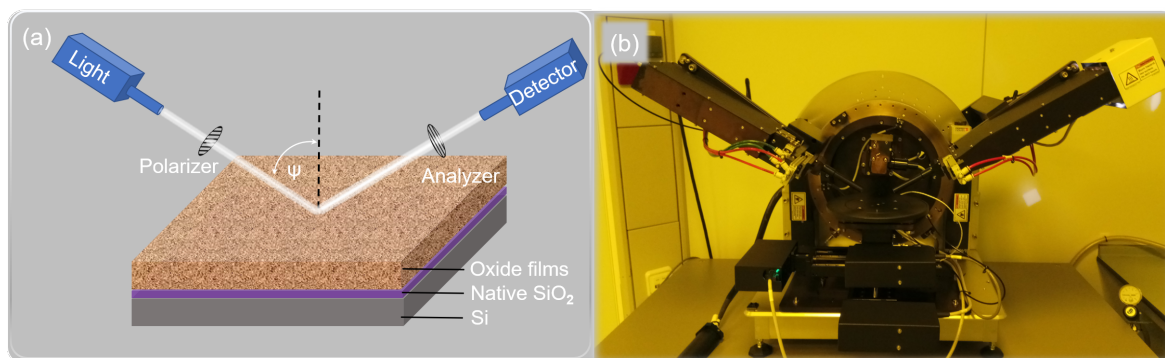 (a)
Light
Detector
Polarizer
ψ
Analyzer
Oxide films
Native SiO₂
Si
(b)